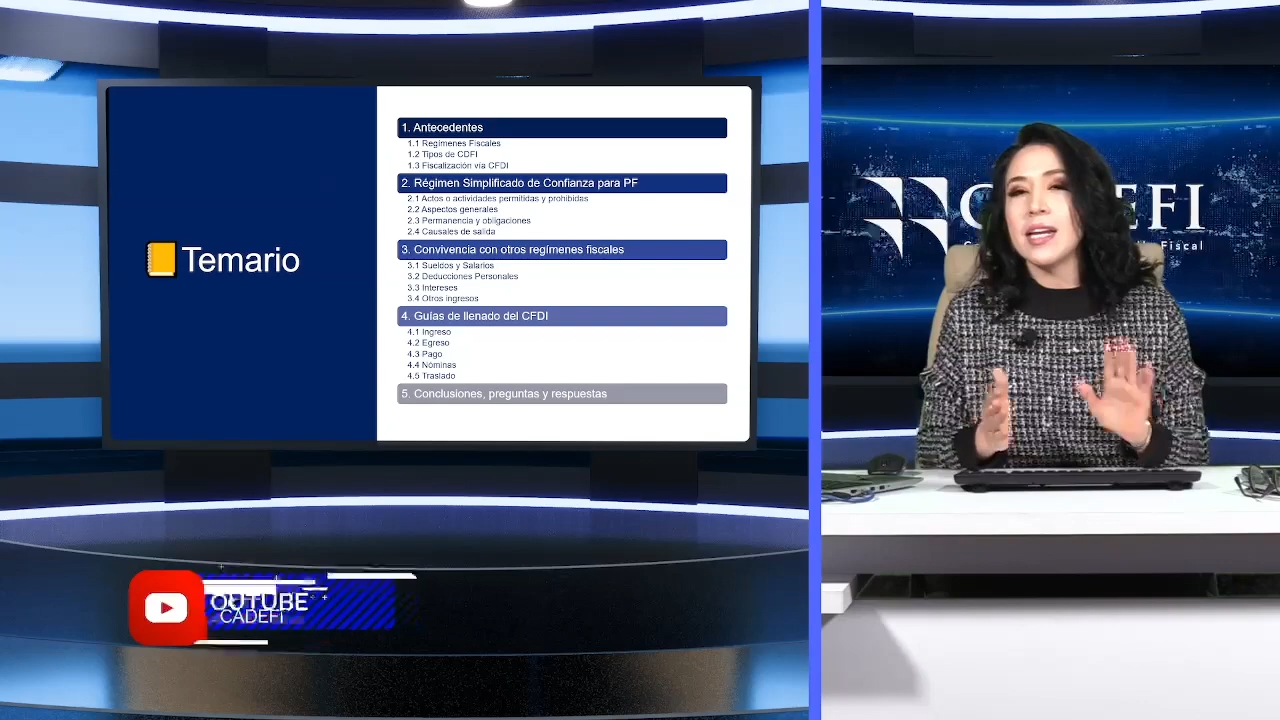 Temario
1. Antecedentes
1.1 Regímenes Fiscales
1.2 Tipos de CDFI
1.3 Fiscalización vía CFDI
2. Régimen Simplificado de Confianza para PF
2.1 Actos o actividades permitidas y prohibidas
2.2 Aspectos generales
2.3 Permanencia y obligaciones
2.4 Causales de salida
3. Convivencia con otros regímenes fiscales
3.1 Sueldos y Salarios
3.2 Deducciones Personales
3.3 Intereses
3.4 Otros ingresos
4. Guías de llenado del CFDI
4.1 Ingreso
4.2 Egreso
4.3 Pago
4.4 Nóminas
4.5 Traslado
5. Conclusiones, preguntas y respuestas
OUTUBE
CADEFI
C EFI
Fiscal